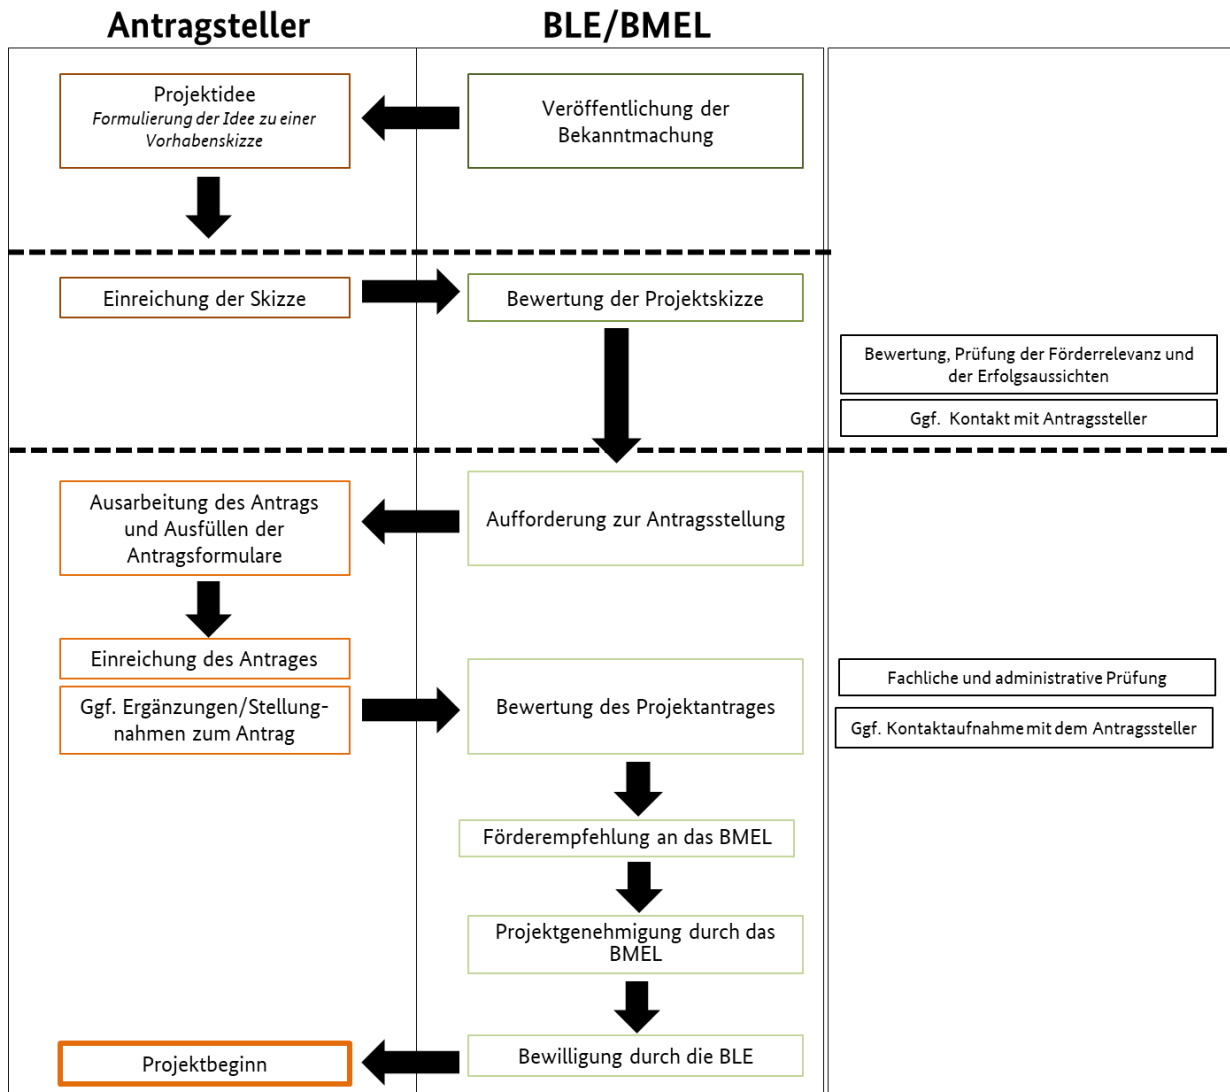 Antragsteller
BLE/BMEL
Projektidee
Formulierung der Idee zu einer
Vorhabenskizze
Veröffentlichung der
Bekanntmachung
Einreichung der Skizze
Bewertung der Projektskizze
Bewertung, Prüfung der Förderrelevanz und
der Erfolgsaussichten
Ggf. Kontakt mit Antragssteller
Ausarbeitung des Antrags
und Ausfüllen der
Antragsformulare
Aufforderung zur Antragsstellung
Einreichung des Antrages
Ggf. Ergänzungen/Stellung-
nahmen zum Antrag
Bewertung des Projektantrages
Fachliche und administrative Prüfung
Ggf. Kontaktaufnahme mit dem Antragssteller
Förderempfehlung an das BMEL
Projektgenehmigung durch das
BMEL
Bewilligung durch die BLE
Projektbeginn